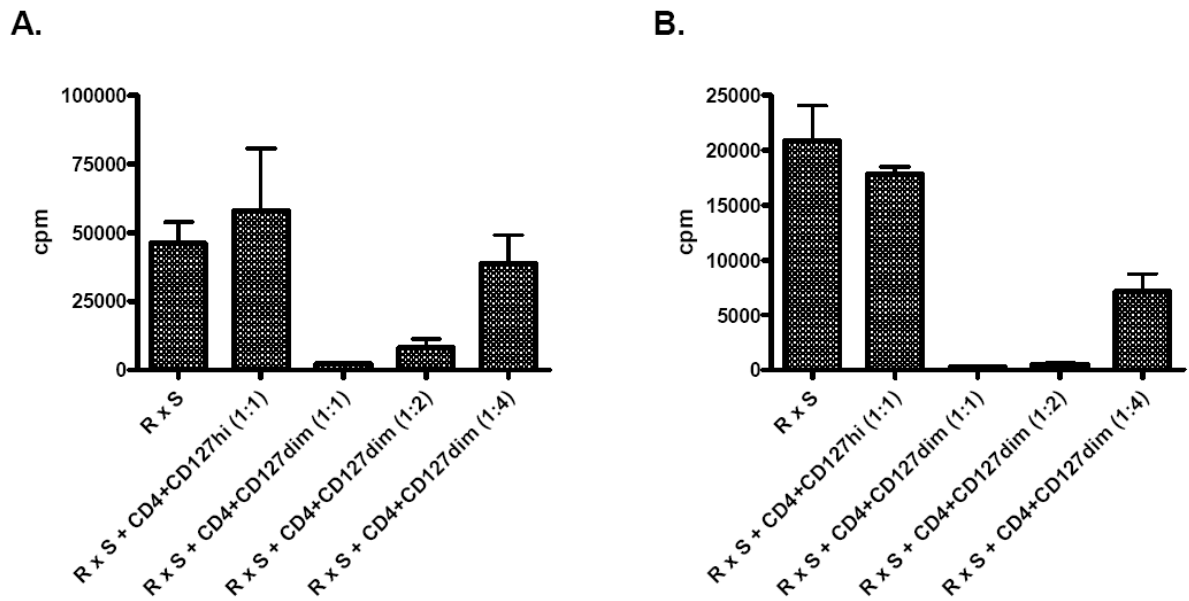 A.
100000
75000
50000
25000
0
cpm
R x S
R x S + CD4+CD127hi (1:1)
R x S + CD4+CD127dim (1:1)
R x S + CD4+CD127dim (1:2)
R x S + CD4+CD127dim (1:4)
B.
25000
20000
15000
10000
5000
0
cpm
R x S
R x S + CD4+CD127hi (1:1)
R x S + CD4+CD127dim (1:1)
R x S + CD4+CD127dim (1:2)
R x S + CD4+CD127dim (1:4)